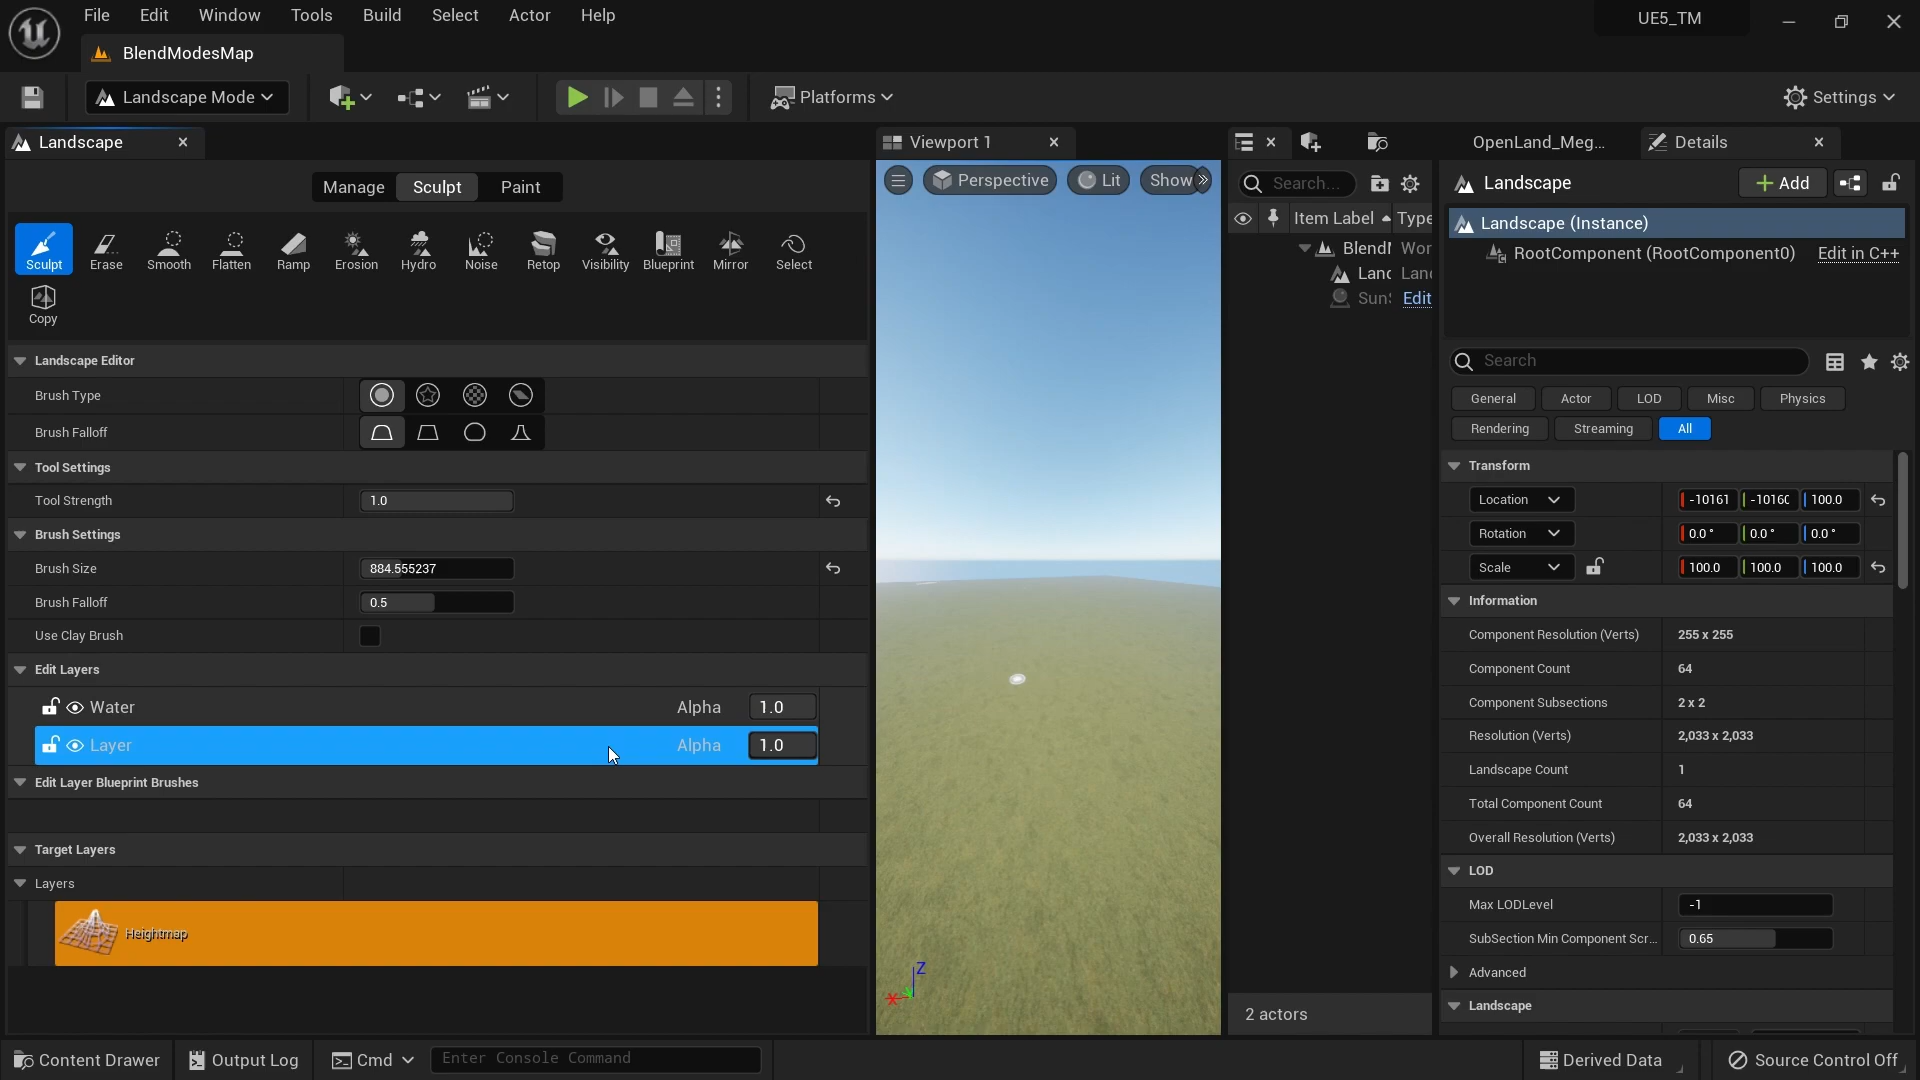 File Edit Window Tools Build Select Actor Help
UE5_TM
BlendModesMap
Landscape Mode
Platforms
Settings
Landscape
Viewport 1
OpenLand_Meg...
Details
Manage Sculpt Paint
Perspective Lit Show
Search...
Landscape
Add
Sculpt Erase Smooth Flatten Ramp Erosion Hydro Noise Retop Visibility Blueprint Mirror Select
Copy
Item Label Type
Landscape (Instance)
BlendI Wor
RootComponent (RootComponent0) Edit in C++
Land Land
Sun Edit
Landscape Editor
Brush Type
Brush Falloff
Tool Settings
Tool Strength 1.0
Brush Settings
Brush Size 884.555237
Brush Falloff 0.5
Use Clay Brush
Edit Layers
Water Alpha 1.0
Layer Alpha 1.0
Edit Layer Blueprint Brushes
Target Layers
Layers
Heightmap
Z
X
2 actors
Search
General Actor LOD Misc Physics
Rendering Streaming All
Transform
Location -10161 -10160 100.0
Rotation 0.0 ° 0.0 ° 0.0 °
Scale 100.0 100.0 100.0
Information
Component Resolution (Verts) 255 x 255
Component Count 64
Component Subsections 2 x 2
Resolution (Verts) 2,033 x 2,033
Landscape Count 1
Total Component Count 64
Overall Resolution (Verts) 2,033 x 2,033
LOD
Max LODLevel -1
SubSection Min Component Scr... 0.65
Advanced
Landscape
Content Drawer Output Log Cmd Enter Console Command
Derived Data Source Control Off